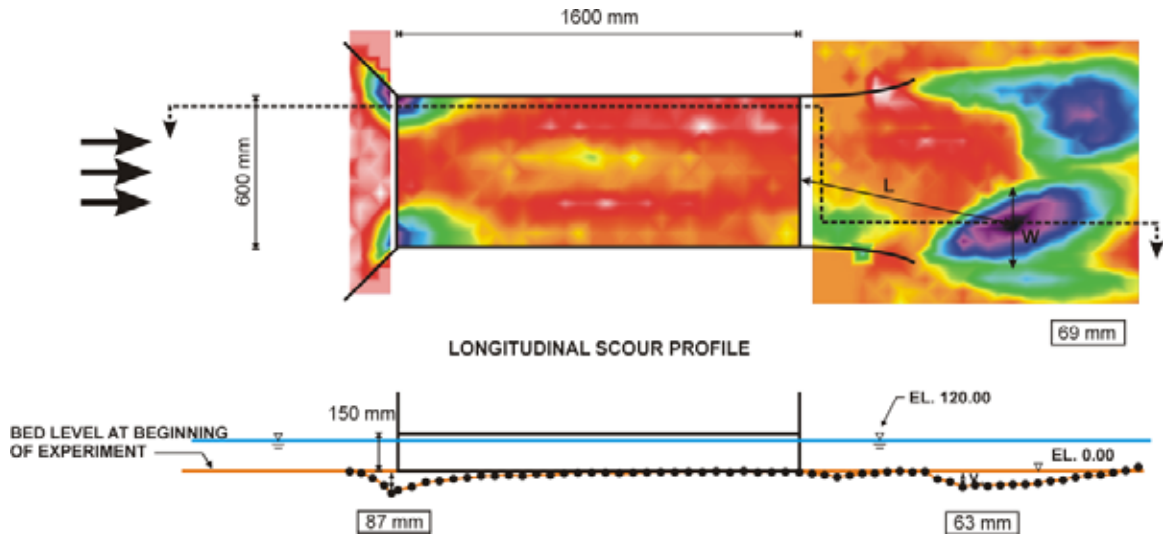 1600 mm
600 mm
L
W
69 mm
LONGITUDINAL SCOUR PROFILE
150 mm
EL. 120.00
BED LEVEL AT BEGINNING
OF EXPERIMENT
EL. 0.00
87 mm
63 mm